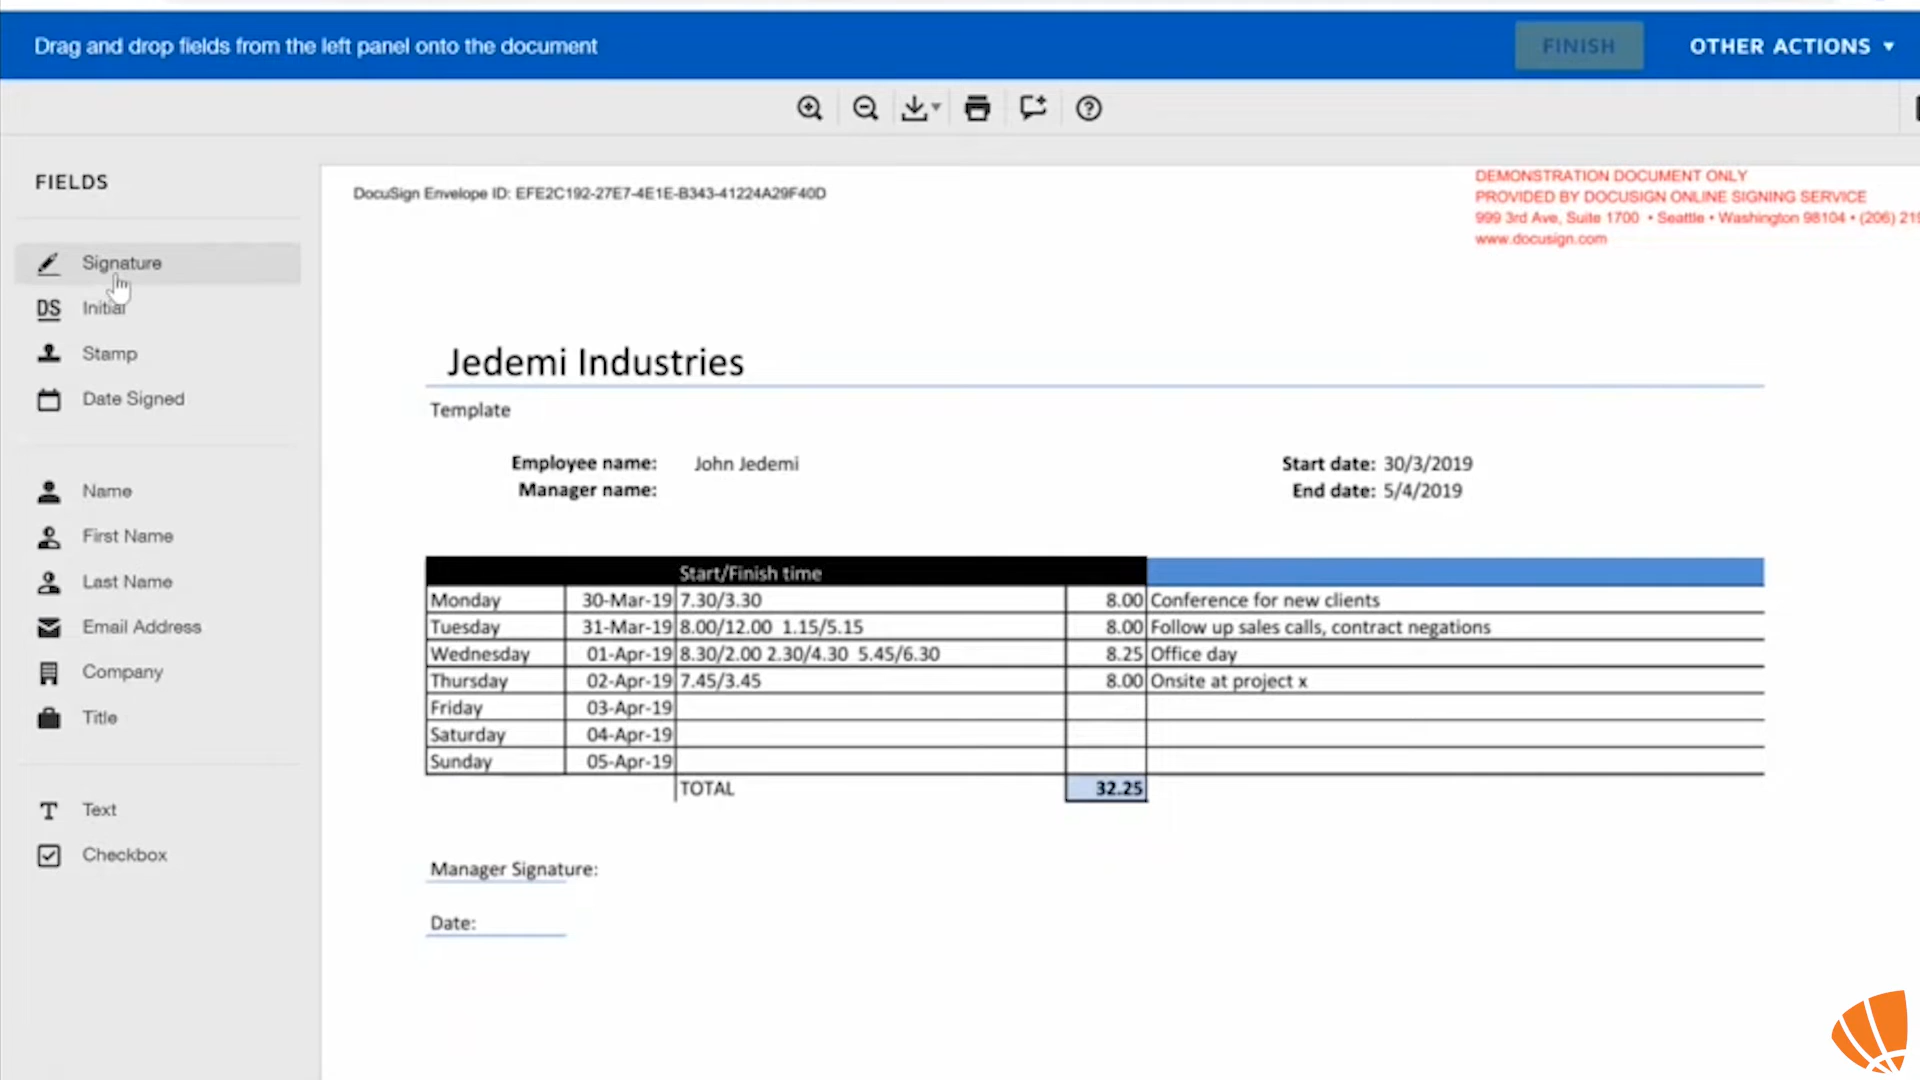 Drag and drop fields from the left panel onto the document
FINISH
OTHER ACTIONS
FIELDS
Signature
DS Initial
Stamp
Date Signed
Name
First Name
Last Name
Email Address
Company
Title
Text
Checkbox
DocuSign Envelope ID: EFE2C192-27E7-4E1E-B343-41224A29F40D
DEMONSTRATION DOCUMENT ONLY
PROVIDED BY DOCUSIGN ONLINE SIGNING SERVICE
999 3rd Ave, Suite 1700 • Seattle • Washington 98104 • (206) 219
www.docusign.com
Jedemi Industries
Template
Employee name: John Jedemi Start date: 30/3/2019
Manager name: End date: 5/4/2019
Start/Finish time
Monday 30-Mar-19 7.30/3.30 8.00 Conference for new clients
Tuesday 31-Mar-19 8.00/12.00 1.15/5.15 8.00 Follow up sales calls, contract negations
Wednesday 01-Apr-19 8.30/2.00 2.30/4.30 5.45/6.30 8.25 Office day
Thursday 02-Apr-19 7.45/3.45 8.00 Onsite at project x
Friday 03-Apr-19
Saturday 04-Apr-19
Sunday 05-Apr-19
TOTAL 32.25
Manager Signature:
Date: